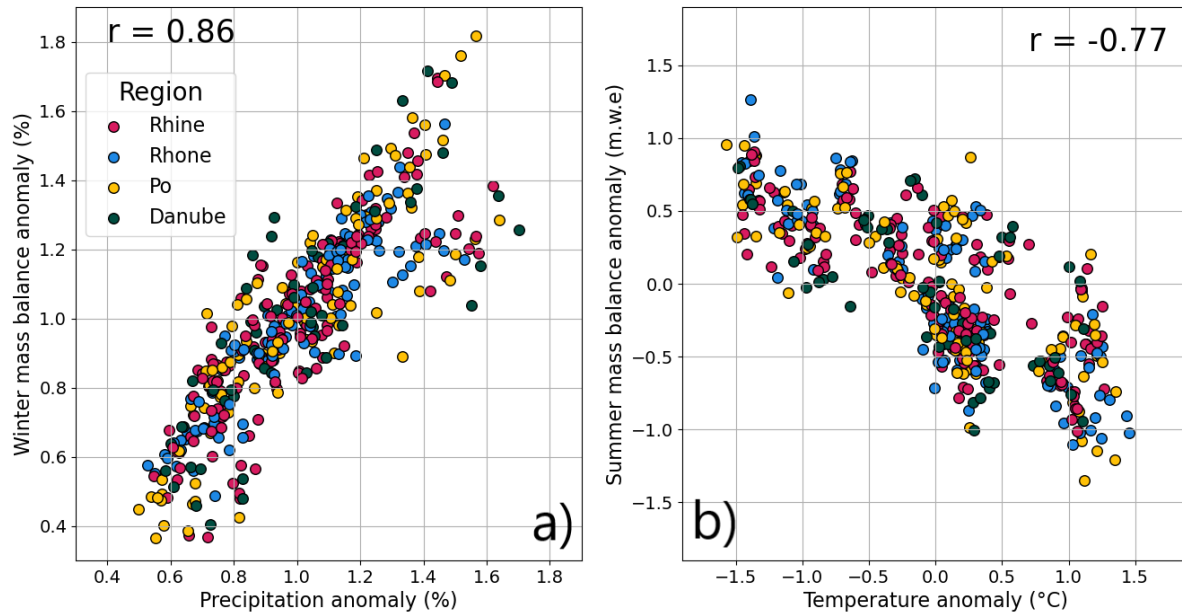 r = 0.86
Region
Rhine
Rhone
Po
Danube
a)
Winter mass balance anomaly (%)
1.8
1.6
1.4
1.2
1.0
0.8
0.6
0.4
0.4 0.6 0.8 1.0 1.2 1.4 1.6 1.8
Precipitation anomaly (%)
r = -0.77
b)
Summer mass balance anomaly (m.w.e)
1.5
1.0
0.5
0.0
−0.5
−1.0
−1.5
−1.5 −1.0 −0.5 0.0 0.5 1.0 1.5
Temperature anomaly (°C)